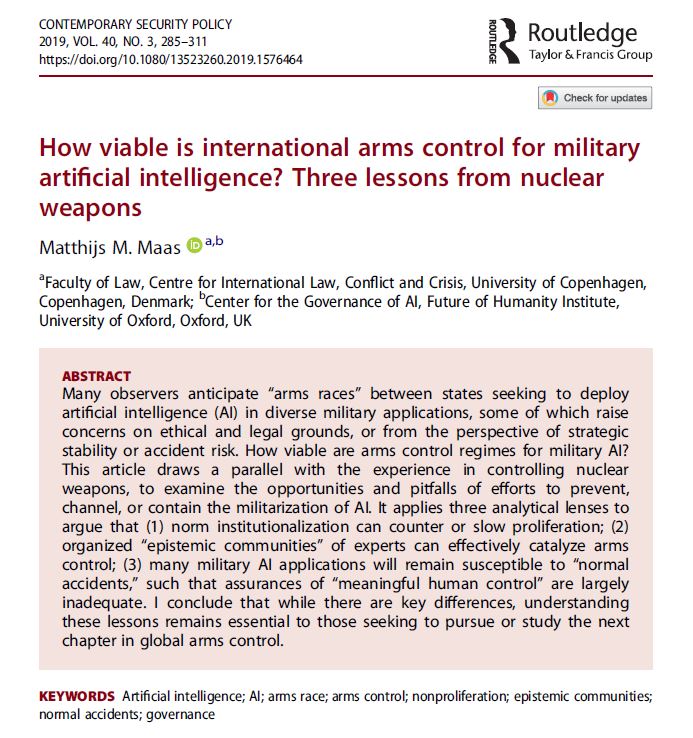 CONTEMPORARY SECURITY POLICY
2019, VOL. 40, NO. 3, 285–311
https://doi.org/10.1080/13523260.2019.1576464
ROUTLEDGE
Routledge
Taylor & Francis Group
Check for updates
How viable is international arms control for military
artificial intelligence? Three lessons from nuclear
weapons
Matthijs M. Maas iD a,b
aFaculty of Law, Centre for International Law, Conflict and Crisis, University of Copenhagen,
Copenhagen, Denmark; bCenter for the Governance of AI, Future of Humanity Institute,
University of Oxford, Oxford, UK
ABSTRACT
Many observers anticipate “arms races” between states seeking to deploy
artificial intelligence (AI) in diverse military applications, some of which raise
concerns on ethical and legal grounds, or from the perspective of strategic
stability or accident risk. How viable are arms control regimes for military AI?
This article draws a parallel with the experience in controlling nuclear
weapons, to examine the opportunities and pitfalls of efforts to prevent,
channel, or contain the militarization of AI. It applies three analytical lenses to
argue that (1) norm institutionalization can counter or slow proliferation; (2)
organized “epistemic communities” of experts can effectively catalyze arms
control; (3) many military AI applications will remain susceptible to “normal
accidents,” such that assurances of “meaningful human control” are largely
inadequate. I conclude that while there are key differences, understanding
these lessons remains essential to those seeking to pursue or study the next
chapter in global arms control.
KEYWORDS Artificial intelligence; AI; arms race; arms control; nonproliferation; epistemic communities;
normal accidents; governance